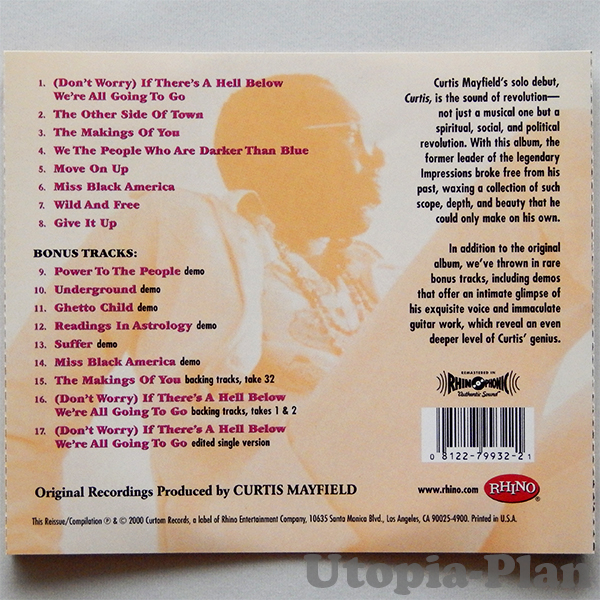 1. (Don't Worry) If There's A Hell Below
We're All Going To Go
2. The Other Side Of Town
3. The Makings Of You
4. We The People Who Are Darker Than Blue
5. Move On Up
6. Miss Black America
7. Wild And Free
8. Give It Up
BONUS TRACKS:
9. Power To The People demo
10. Underground demo
11. Ghetto Child demo
12. Readings In Astrology demo
13. Suffer demo
14. Miss Black America demo
15. The Makings Of You backing tracks, take 32
16. (Don't Worry) If There's A Hell Below
We're All Going To Go backing tracks, takes 1 & 2
17. (Don't Worry) If There's A Hell Below
We're All Going To Go edited single version
Curtis Mayfield's solo debut,
Curtis, is the sound of revolution—
not just a musical one but a
spiritual, social, and political
revolution. With this album, the
former leader of the legendary
Impressions broke free from his
past, waxing a collection of such
scope, depth, and beauty that he
could only make on his own.
In addition to the original
album, we've thrown in rare
bonus tracks, including demos
that offer an intimate glimpse of
his exquisite voice and immaculate
guitar work, which reveal an even
deeper level of Curtis' genius.
REMASTERED IN
RHINOPHONIC
"Authentic Sound"
0 8122-79932-2 1
Original Recordings Produced by CURTIS MAYFIELD
www.rhino.com
RHINO
This Reissue/Compilation ℗ & © 2000 Curtom Records, a label of Rhino Entertainment Company, 10635 Santa Monica Blvd., Los Angeles, CA 90025-4900. Printed in U.S.A.
Utopia-Plan